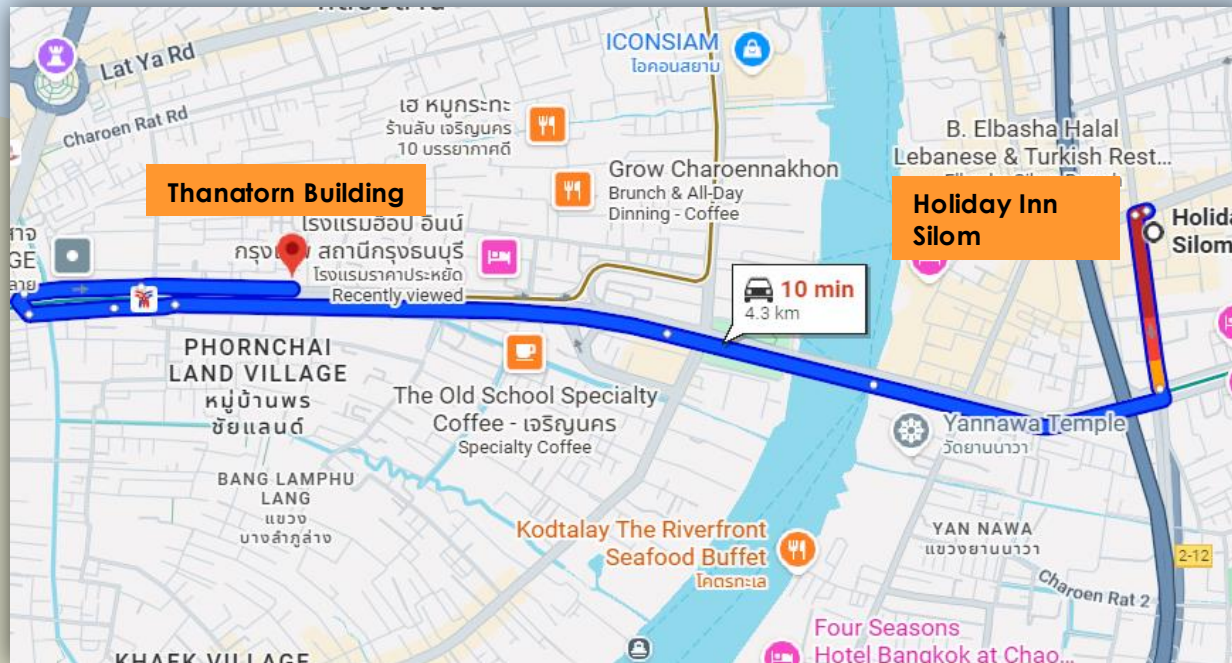 Lat Ya Rd
ICONSIAM
ไอคอนสยาม
Charoen Rat Rd
เฮ หมูกระทะ
ร้านลับ เจริญนคร
10 บรรยากาศดี
B. Elbasha Halal
Lebanese & Turkish Rest...
Grow Charoennakhon
Brunch & All-Day
Dinning - Coffee
Thanatorn Building
Holiday Inn
Silom
Holida
Silom
โรงแรมฮ็อป อินน์
กรุงเทพ สถานีกรุงธนบุรี
โรงแรมราคาประหยัด
Recently viewed
10 min
4.3 km
PHORNCHAI
LAND VILLAGE
หมู่บ้านพร
ชัยแลนด์
The Old School Specialty
Coffee - เจริญนคร
Specialty Coffee
Yannawa Temple
วัดยานนาวา
BANG LAMPHU
LANG
แขวง
บางลำภูล่าง
Kodtalay The Riverfront
Seafood Buffet
โคตรทะเล
YAN NAWA
แขวงยานนาวา
2-12
Charoen Rat 2
Four Seasons
Hotel Bangkok at Chao...
KHAEK VILLAGE